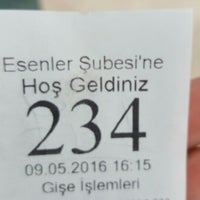 Esenler Şubesi'ne
Hoş Geldiniz
234
09.05.2016 16:15
Gişe İşlemleri